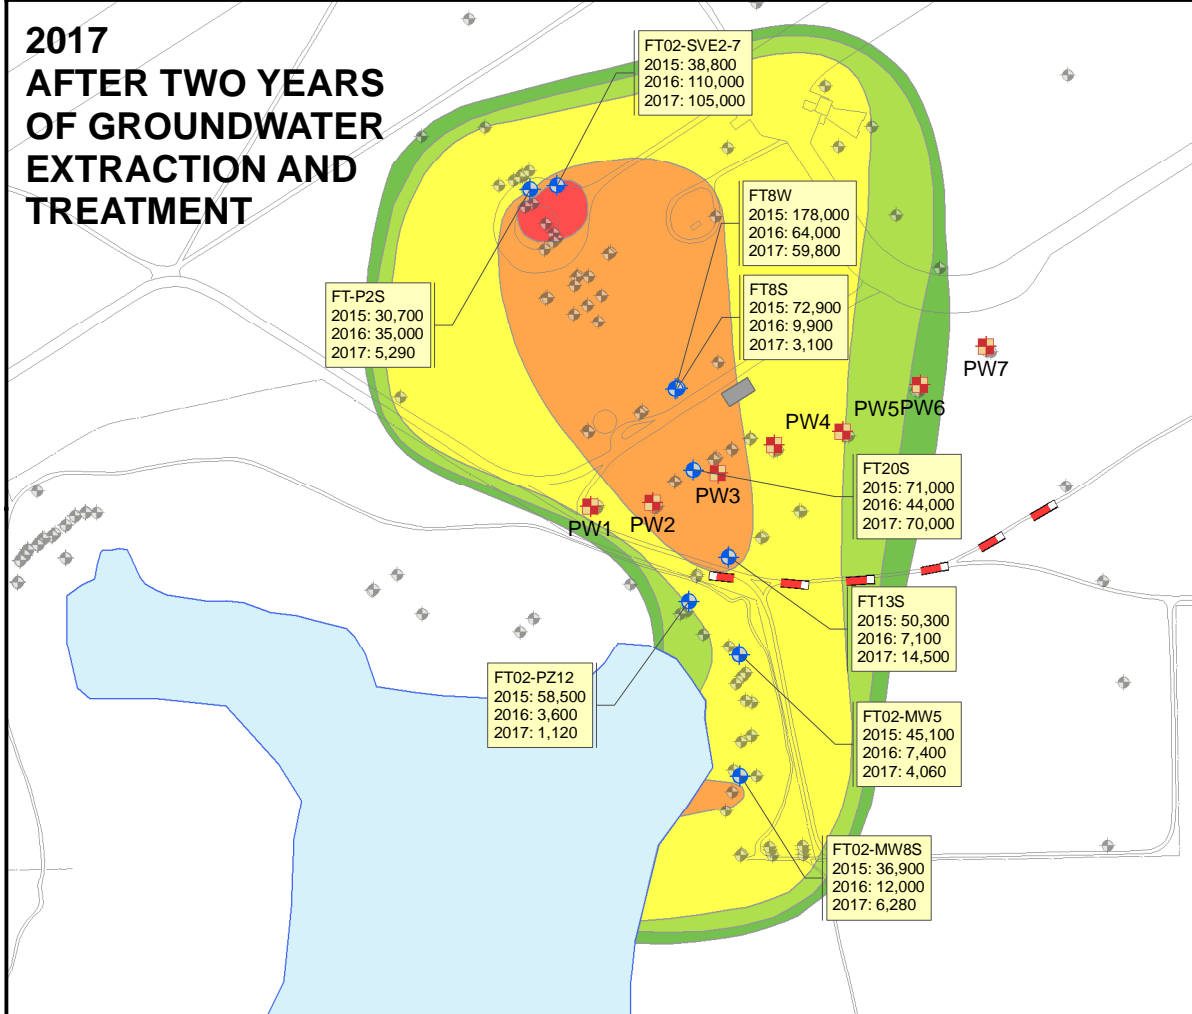 2017
AFTER TWO YEARS
OF GROUNDWATER
EXTRACTION AND
TREATMENT
FT02-SVE2-7
2015: 38,800
2016: 110,000
2017: 105,000
FT8W
2015: 178,000
2016: 64,000
2017: 59,800
FT-P2S
2015: 30,700
2016: 35,000
2017: 5,290
FT8S
2015: 72,900
2016: 9,900
2017: 3,100
PW7
PW5
PW6
PW4
PW3
PW2
PW1
FT20S
2015: 71,000
2016: 44,000
2017: 70,000
FT13S
2015: 50,300
2016: 7,100
2017: 14,500
FT02-PZ12
2015: 58,500
2016: 3,600
2017: 1,120
FT02-MW5
2015: 45,100
2016: 7,400
2017: 4,060
FT02-MW8S
2015: 36,900
2016: 12,000
2017: 6,280